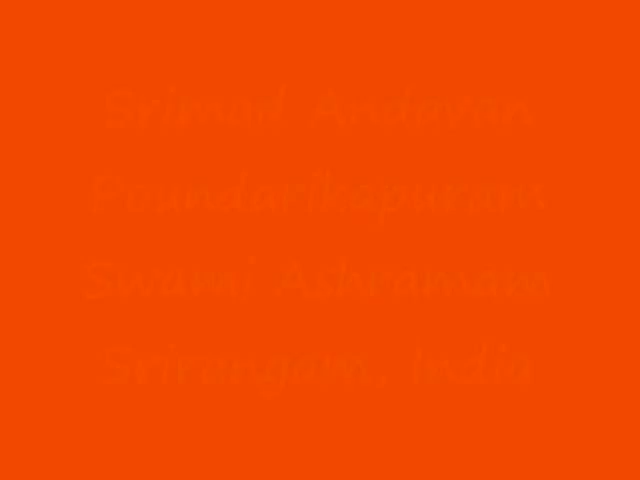 Srimad Andavan
Poundarikapuram
Swami Ashramam
Srirangam, India